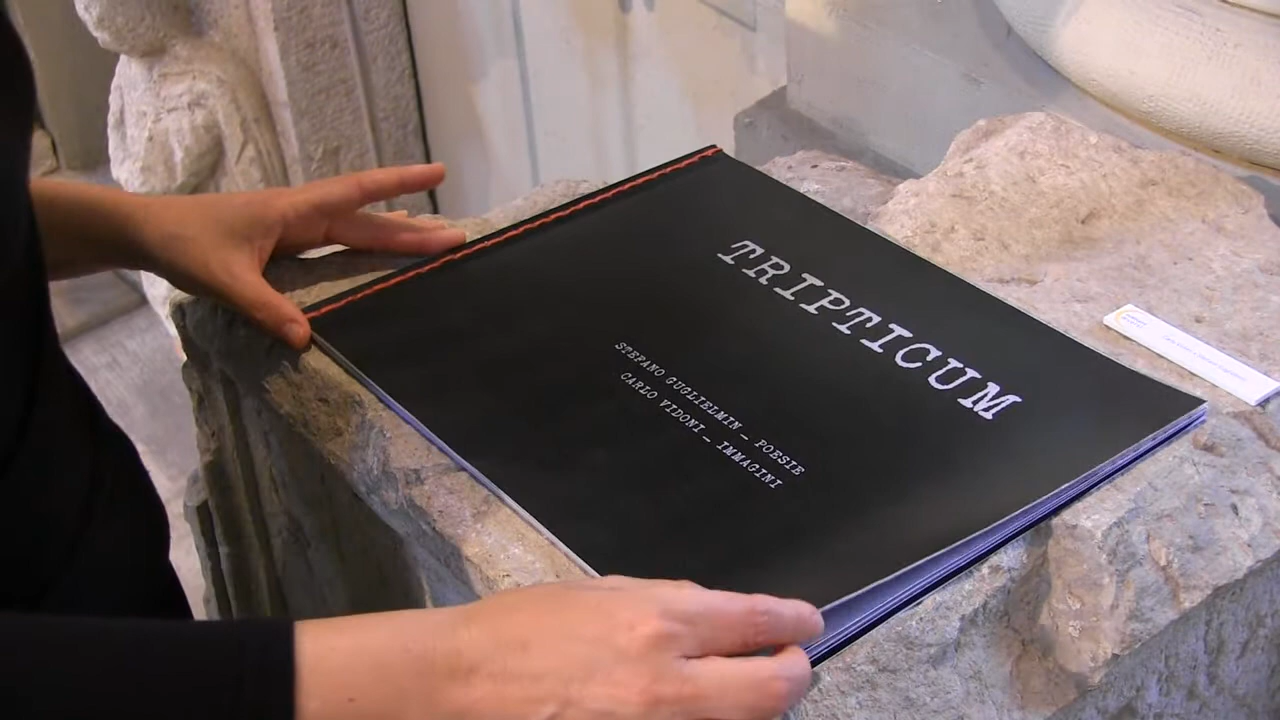 TRIPTICUM
STEFANO GUGLIELMIN – POESIE
CARLO VIDONI – IMMAGINI